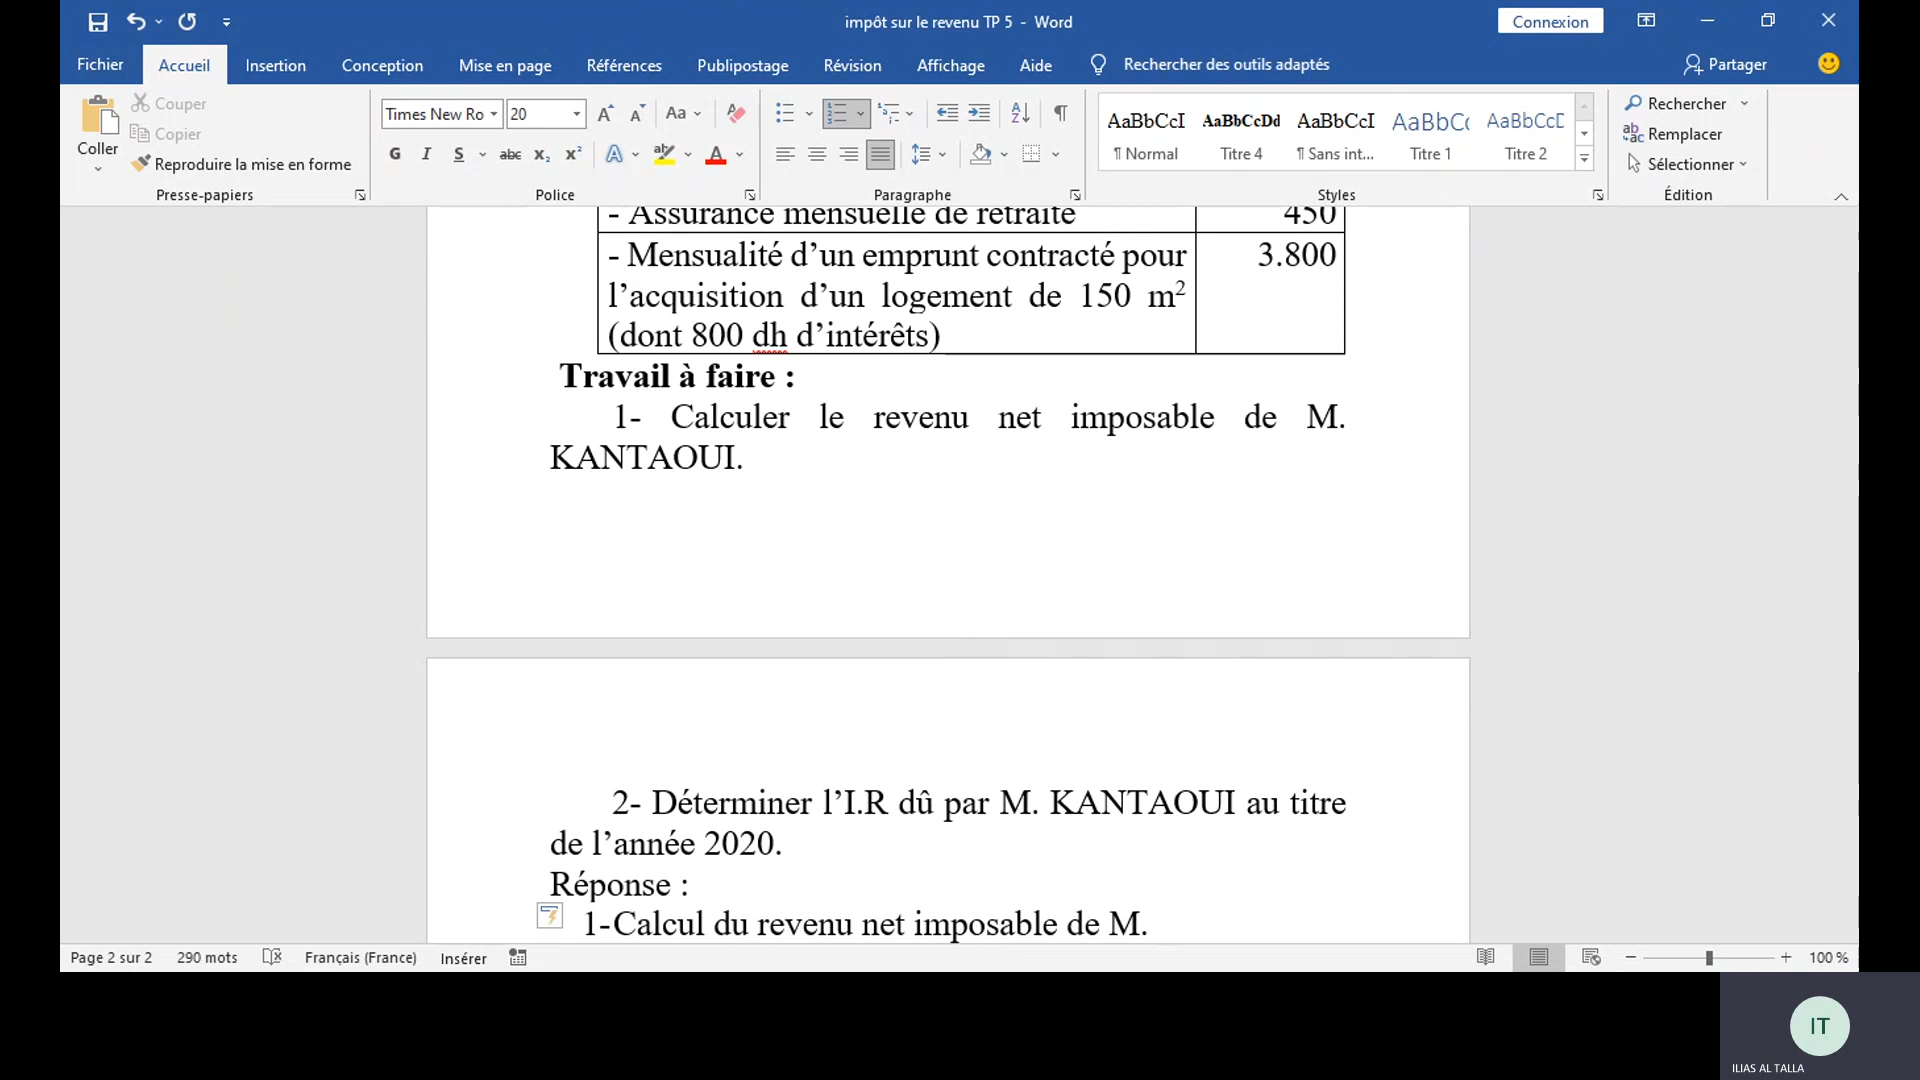 impôt sur le revenu TP 5 - Word
Connexion
Fichier
Accueil
Insertion
Conception
Mise en page
Références
Publipostage
Révision
Affichage
Aide
Rechercher des outils adaptés
Partager
Coller
Couper
Copier
Reproduire la mise en forme
Presse-papiers
Times New Ro
20
Aa
G I S abc x₂ x²
Police
Paragraphe
AaBbCcI
¶ Normal
AaBbCcDd
Titre 4
AaBbCcI
¶ Sans int...
AaBbCc
Titre 1
AaBbCcD
Titre 2
Styles
Rechercher
Remplacer
Sélectionner
Édition
- Assurance mensuelle de retraite 450
- Mensualité d’un emprunt contracté pour 3.800
l’acquisition d’un logement de 150 m²
(dont 800 dh d’intérêts)
Travail à faire :
1- Calculer le revenu net imposable de M.
KANTAOUI.
2- Déterminer l’I.R dû par M. KANTAOUI au titre
de l’année 2020.
Réponse :
1-Calcul du revenu net imposable de M.
Page 2 sur 2
290 mots
Français (France)
Insérer
100 %
IT
ILIAS AL TALLA